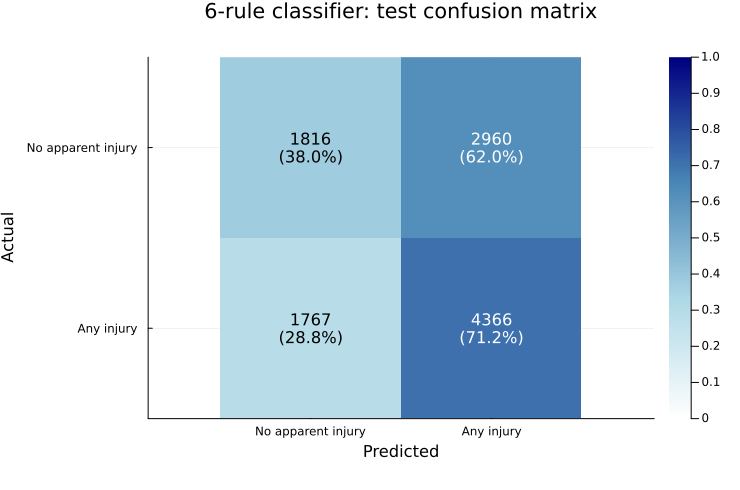 6-rule classifier: test confusion matrix
No apparent injury
1816
(38.0%)
2960
(62.0%)
Any injury
1767
(28.8%)
4366
(71.2%)
No apparent injury
Any injury
Predicted
Actual
1.0
0.9
0.8
0.7
0.6
0.5
0.4
0.3
0.2
0.1
0